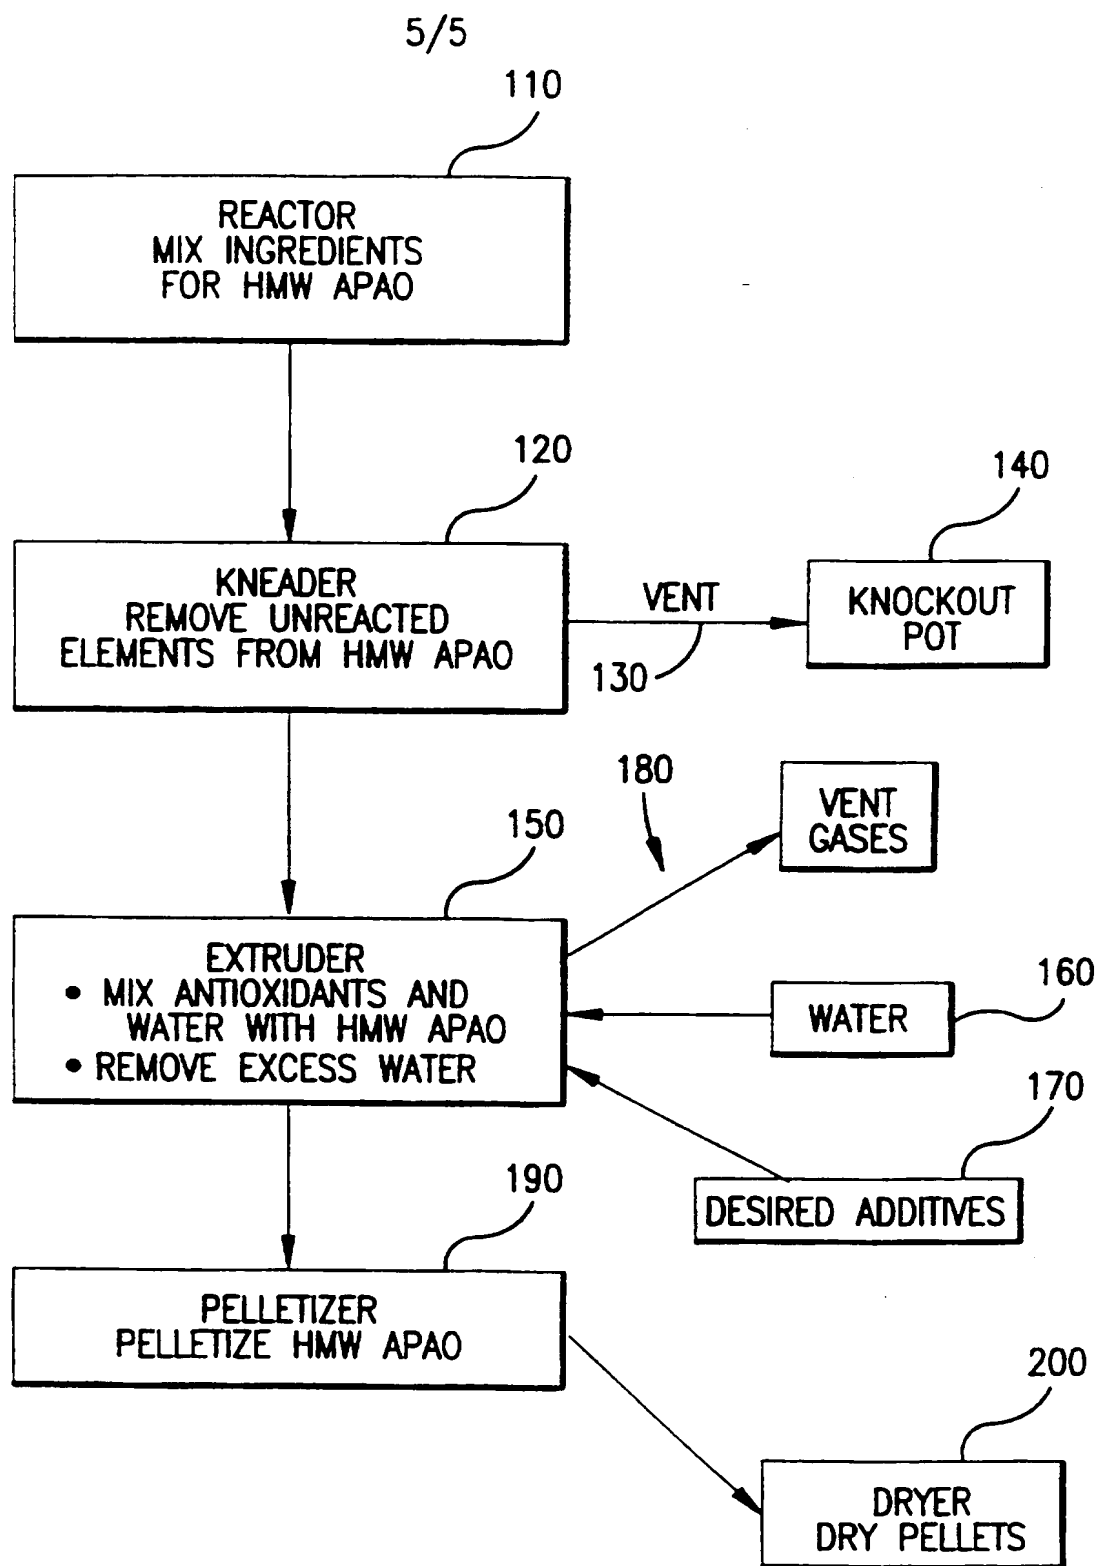 5/5
110
REACTOR
MIX INGREDIENTS
FOR HMW APAO
120
KNEADER
REMOVE UNREACTED
ELEMENTS FROM HMW APAO
VENT
130
140
KNOCKOUT
POT
180
VENT
GASES
150
EXTRUDER
• MIX ANTIOXIDANTS AND
WATER WITH HMW APAO
• REMOVE EXCESS WATER
WATER
160
170
DESIRED ADDITIVES
190
PELLETIZER
PELLETIZE HMW APAO
200
DRYER
DRY PELLETS